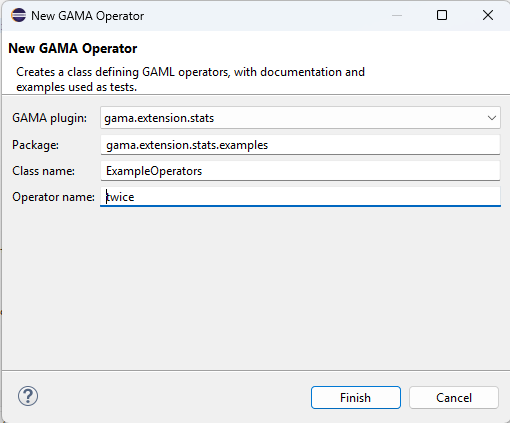 New GAMA Operator
New GAMA Operator
Creates a class defining GAML operators, with documentation and
examples used as tests.
GAMA plugin: gama.extension.stats
Package: gama.extension.stats.examples
Class name: ExampleOperators
Operator name: twice
?
Finish Cancel